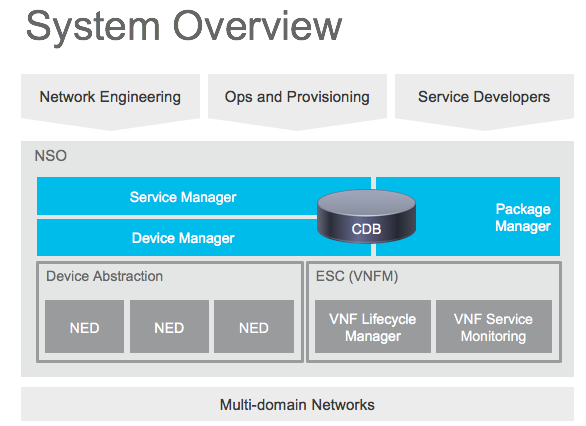 System Overview
Network Engineering
Ops and Provisioning
Service Developers
NSO
Service Manager
Device Manager
CDB
Package
Manager
Device Abstraction
NED
NED
NED
ESC (VNFM)
VNF Lifecycle
Manager
VNF Service
Monitoring
Multi-domain Networks